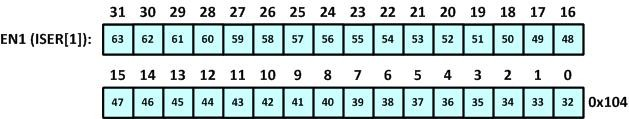 31 30 29 28 27 26 25 24 23 22 21 20 19 18 17 16
EN1 (ISER[1]): 63 62 61 60 59 58 57 56 55 54 53 52 51 50 49 48
15 14 13 12 11 10 9 8 7 6 5 4 3 2 1 0
47 46 45 44 43 42 41 40 39 38 37 36 35 34 33 32 0x104